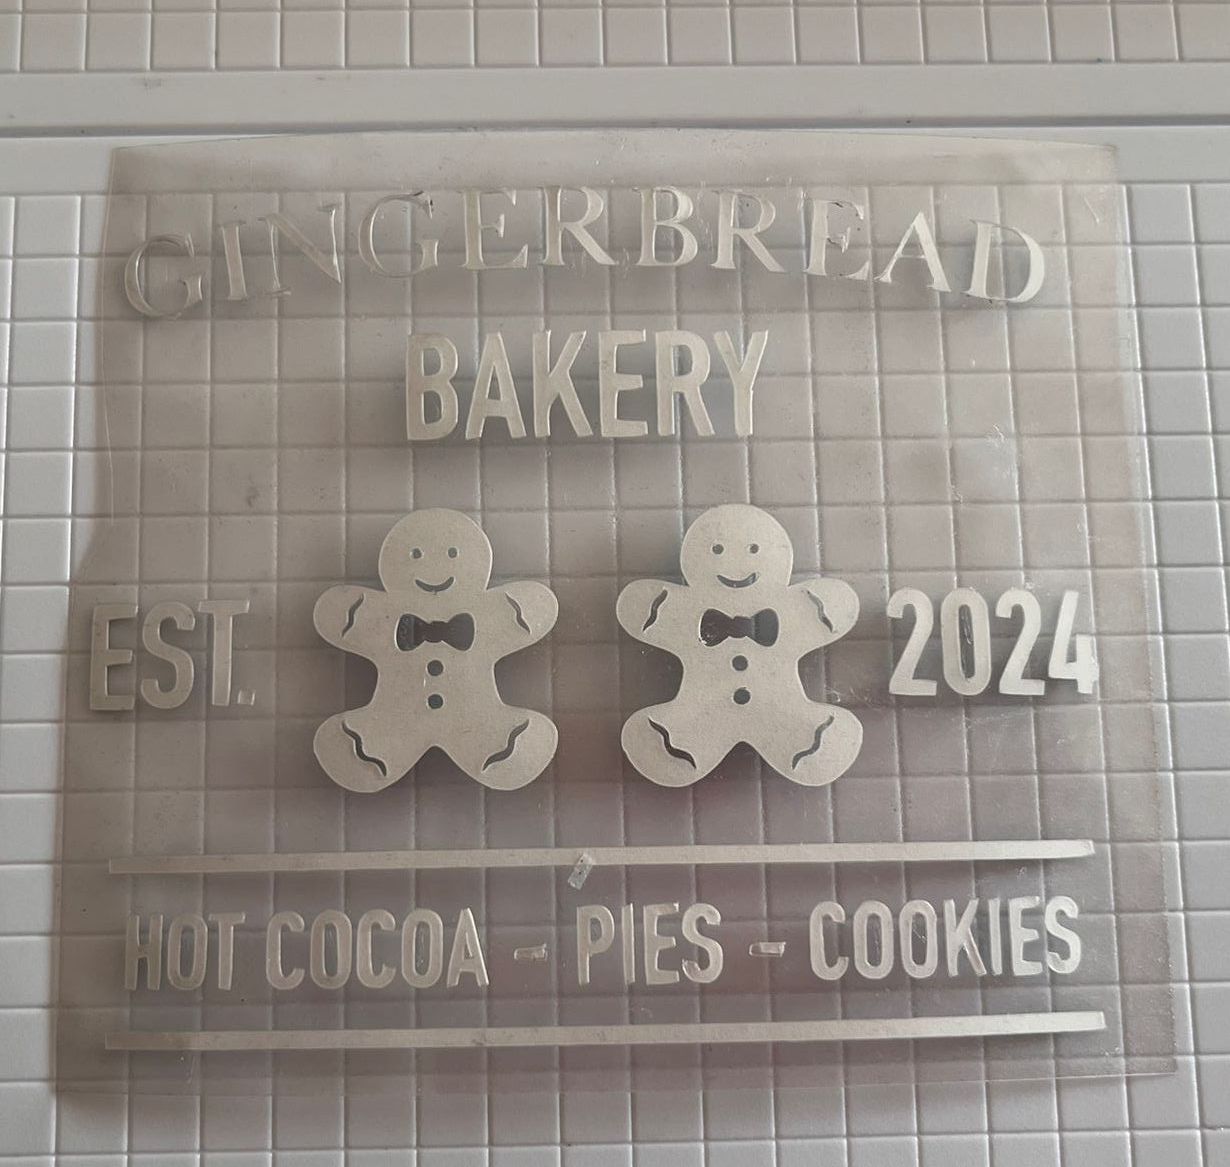 GINGERBREAD
BAKERY
EST. 2024
HOT COCOA - PIES - COOKIES